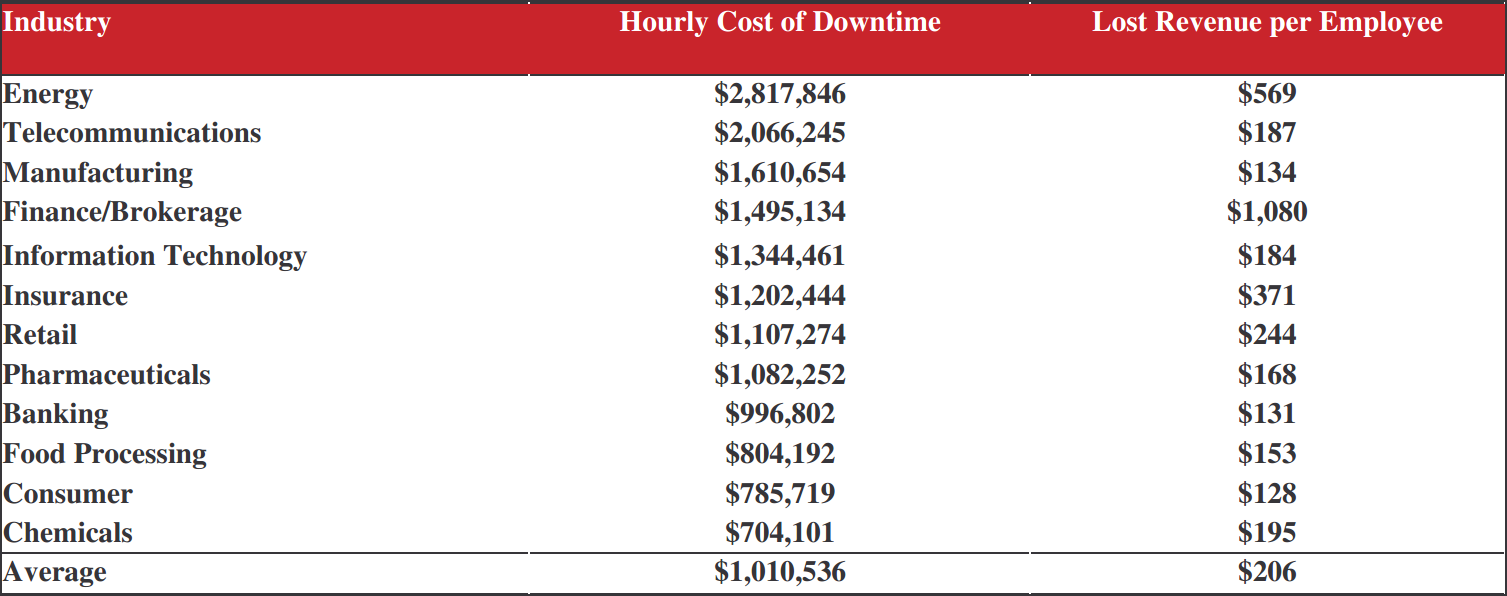 Industry Hourly Cost of Downtime Lost Revenue per Employee
Energy $2,817,846 $569
Telecommunications $2,066,245 $187
Manufacturing $1,610,654 $134
Finance/Brokerage $1,495,134 $1,080
Information Technology $1,344,461 $184
Insurance $1,202,444 $371
Retail $1,107,274 $244
Pharmaceuticals $1,082,252 $168
Banking $996,802 $131
Food Processing $804,192 $153
Consumer $785,719 $128
Chemicals $704,101 $195
Average $1,010,536 $206